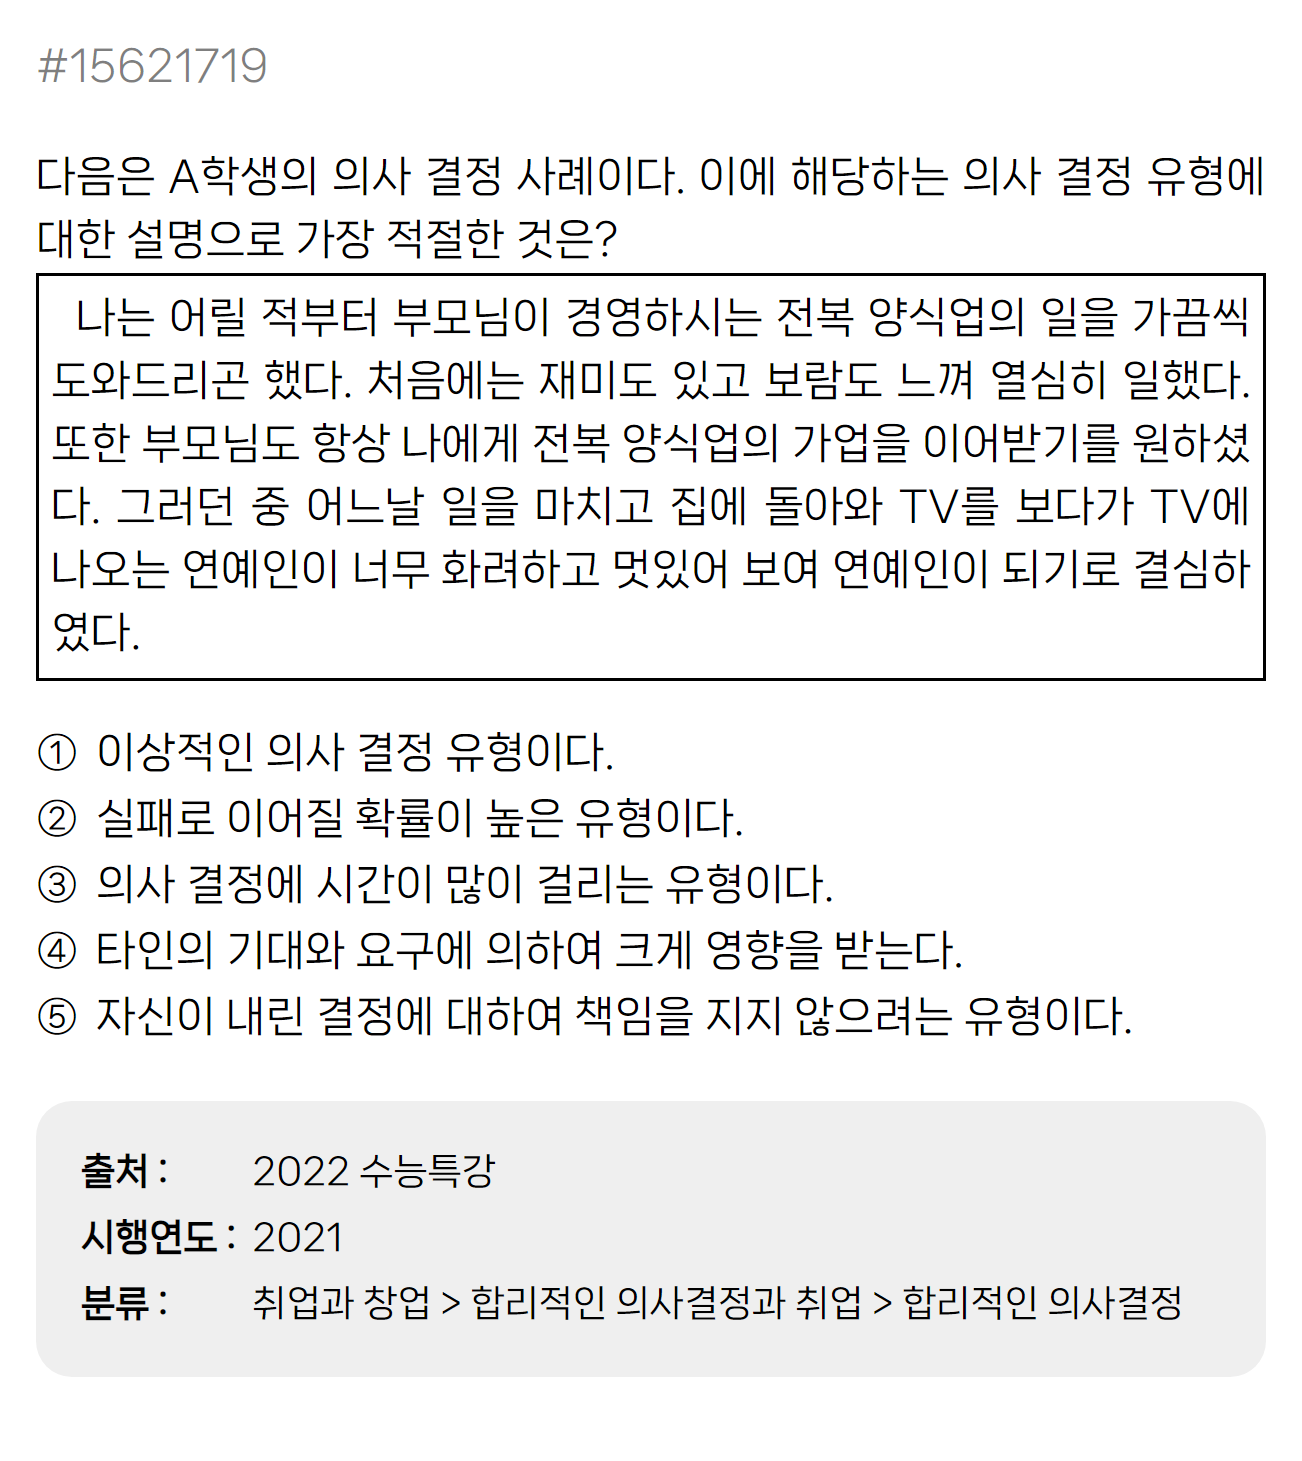 #15621719
다음은 A학생의 의사 결정 사례이다. 이에 해당하는 의사 결정 유형에
대한 설명으로 가장 적절한 것은?
나는 어릴 적부터 부모님이 경영하시는 전복 양식업의 일을 가끔씩
도와드리곤 했다. 처음에는 재미도 있고 보람도 느껴 열심히 일했다.
또한 부모님도 항상 나에게 전복 양식업의 가업을 이어받기를 원하셨
다. 그러던 중 어느날 일을 마치고 집에 돌아와 TV를 보다가 TV에
나오는 연예인이 너무 화려하고 멋있어 보여 연예인이 되기로 결심하
였다.
① 이상적인 의사 결정 유형이다.
② 실패로 이어질 확률이 높은 유형이다.
③ 의사 결정에 시간이 많이 걸리는 유형이다.
④ 타인의 기대와 요구에 의하여 크게 영향을 받는다.
⑤ 자신이 내린 결정에 대하여 책임을 지지 않으려는 유형이다.
출처 : 2022 수능특강
시행연도 : 2021
분류 : 취업과 창업 > 합리적인 의사결정과 취업 > 합리적인 의사결정